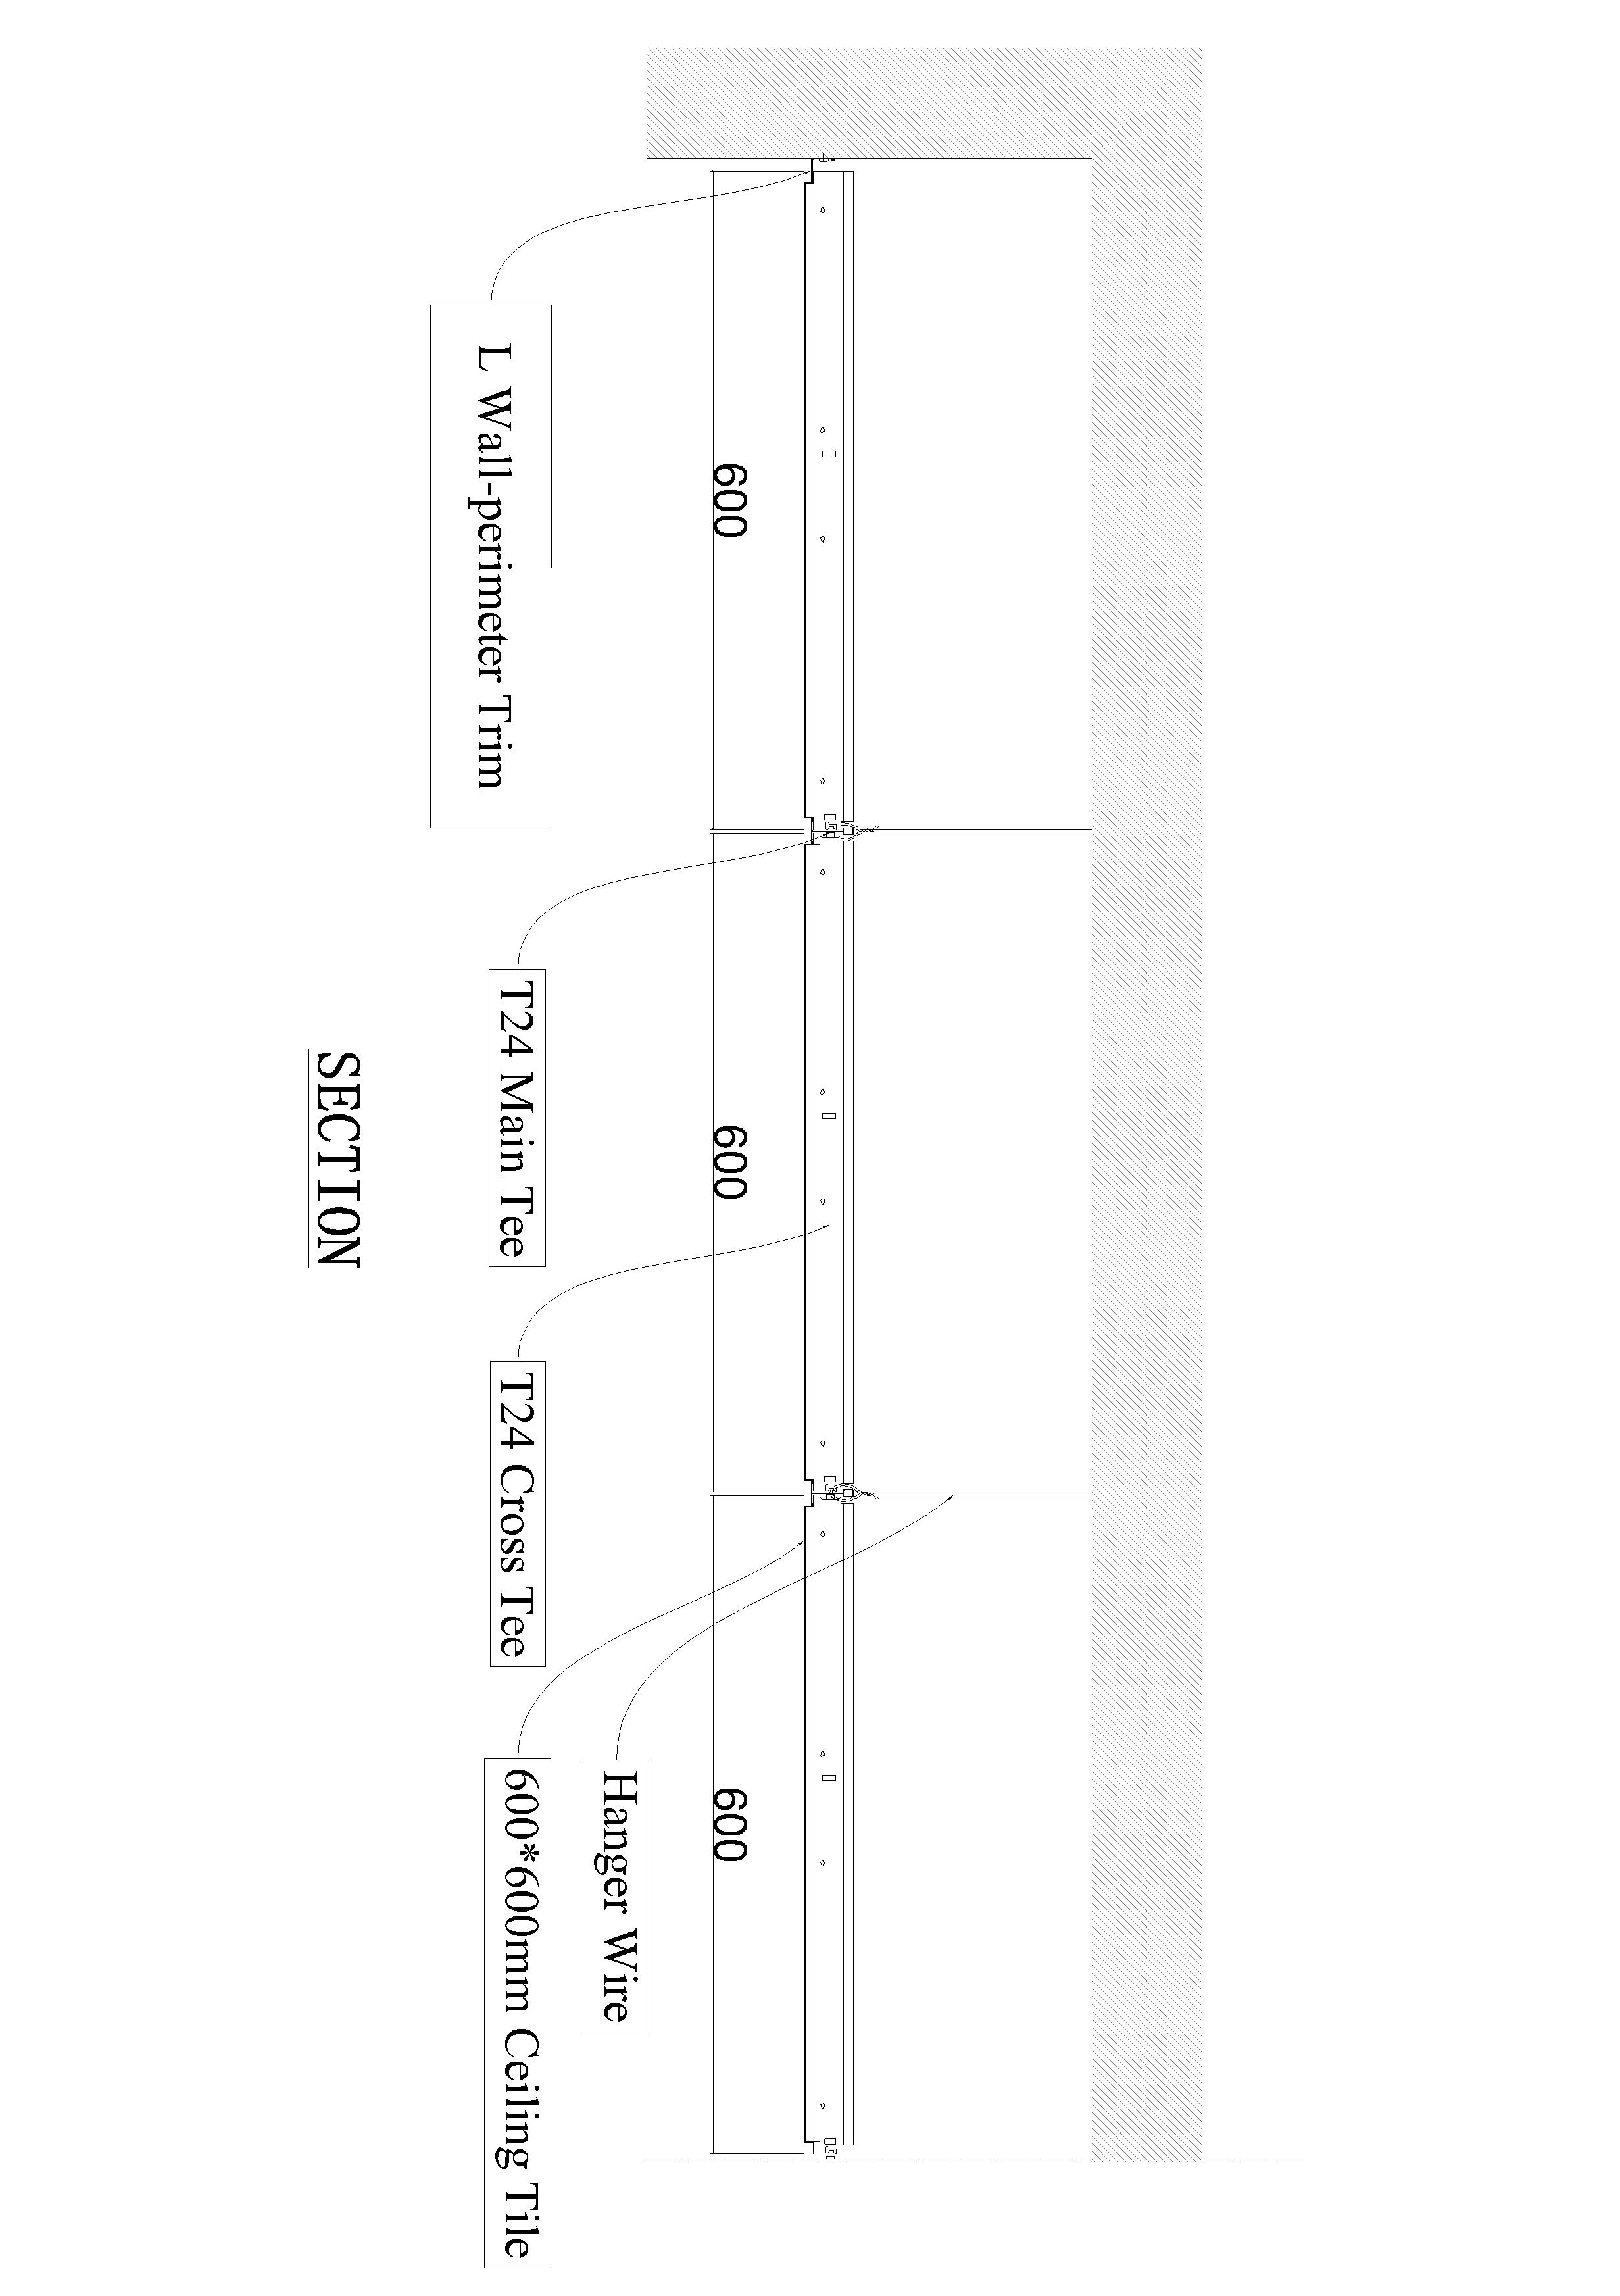 600
600
600
Hanger Wire
L Wall-perimeter Trim
T24 Main Tee
T24 Cross Tee
600*600mm Ceiling Tile
SECTION